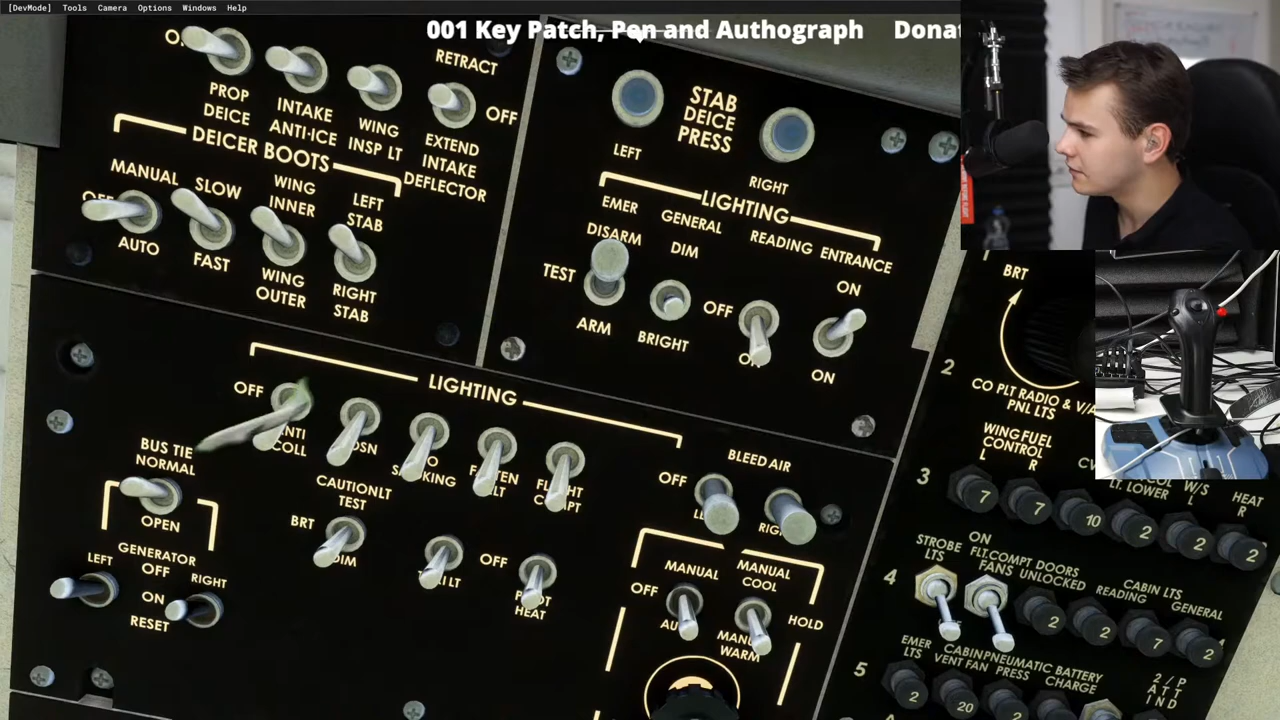 [DevMode] Tools Camera Options Windows Help
001 Key Patch, Pen and Authograph Dona
RETRACT
OFF
PROP
DEICE
INTAKE
ANTI-ICE
WING
INSP LT
EXTEND
INTAKE
DEFLECTOR
DEICER BOOTS
MANUAL
SLOW
WING
INNER
LEFT
STAB
OFF
AUTO
FAST
WING
OUTER
RIGHT
STAB
STAB
DEICE
PRESS
LEFT
RIGHT
LIGHTING
EMER
DISARM
GENERAL
DIM
READING
ENTRANCE
ON
TEST
OFF
ARM
BRIGHT
ON
ON
LIGHTING
OFF
BUS TIE
NORMAL
OPEN
CAUTION LT
TEST
BRT
DIM
GENERATOR
OFF
LEFT
RIGHT
ON
RESET
OFF
HEAT
BLEED AIR
OFF
MANUAL
MANUAL
COOL
OFF
HOLD
WARM
BRT
2
CO PLT RADIO &
PNL LTS
WING FUEL
CONTROL
L R
LT. LOWER
W/S
L
HEAT
R
3
7
7
10
2
2
2
STROBE
LTS
ON
FLT.COMPT
FANS
DOORS
UNLOCKED
CABIN LTS
READING
GENERAL
4
2
2
7
2
EMER
LTS
CABIN
VENT FAN
PNEUMATIC
PRESS
BATTERY
CHARGE
2/P
ATT
IND
5
2
20